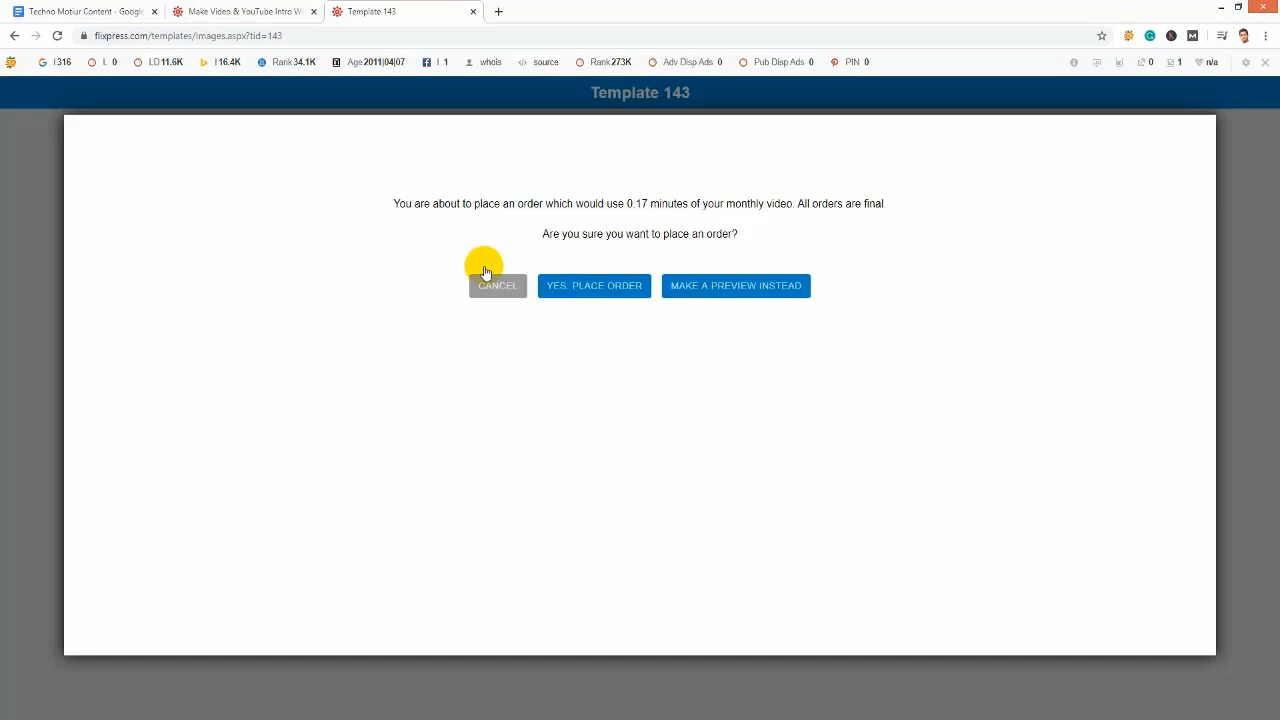 Techno Motiur Content - Google
Make Video & YouTube Intro Wi
Template 143
flixpress.com/templates/Images.aspx?tid=143
I 316
L 0
LD 11.6K
I 16.4K
Rank 34.1K
Age 2011|04|07
I 1
whois
source
Rank 273K
Adv Disp Ads 0
Pub Disp Ads 0
PIN 0
0
1
n/a
Template 143
You are about to place an order which would use 0.17 minutes of your monthly video. All orders are final
Are you sure you want to place an order?
CANCEL
YES. PLACE ORDER
MAKE A PREVIEW INSTEAD